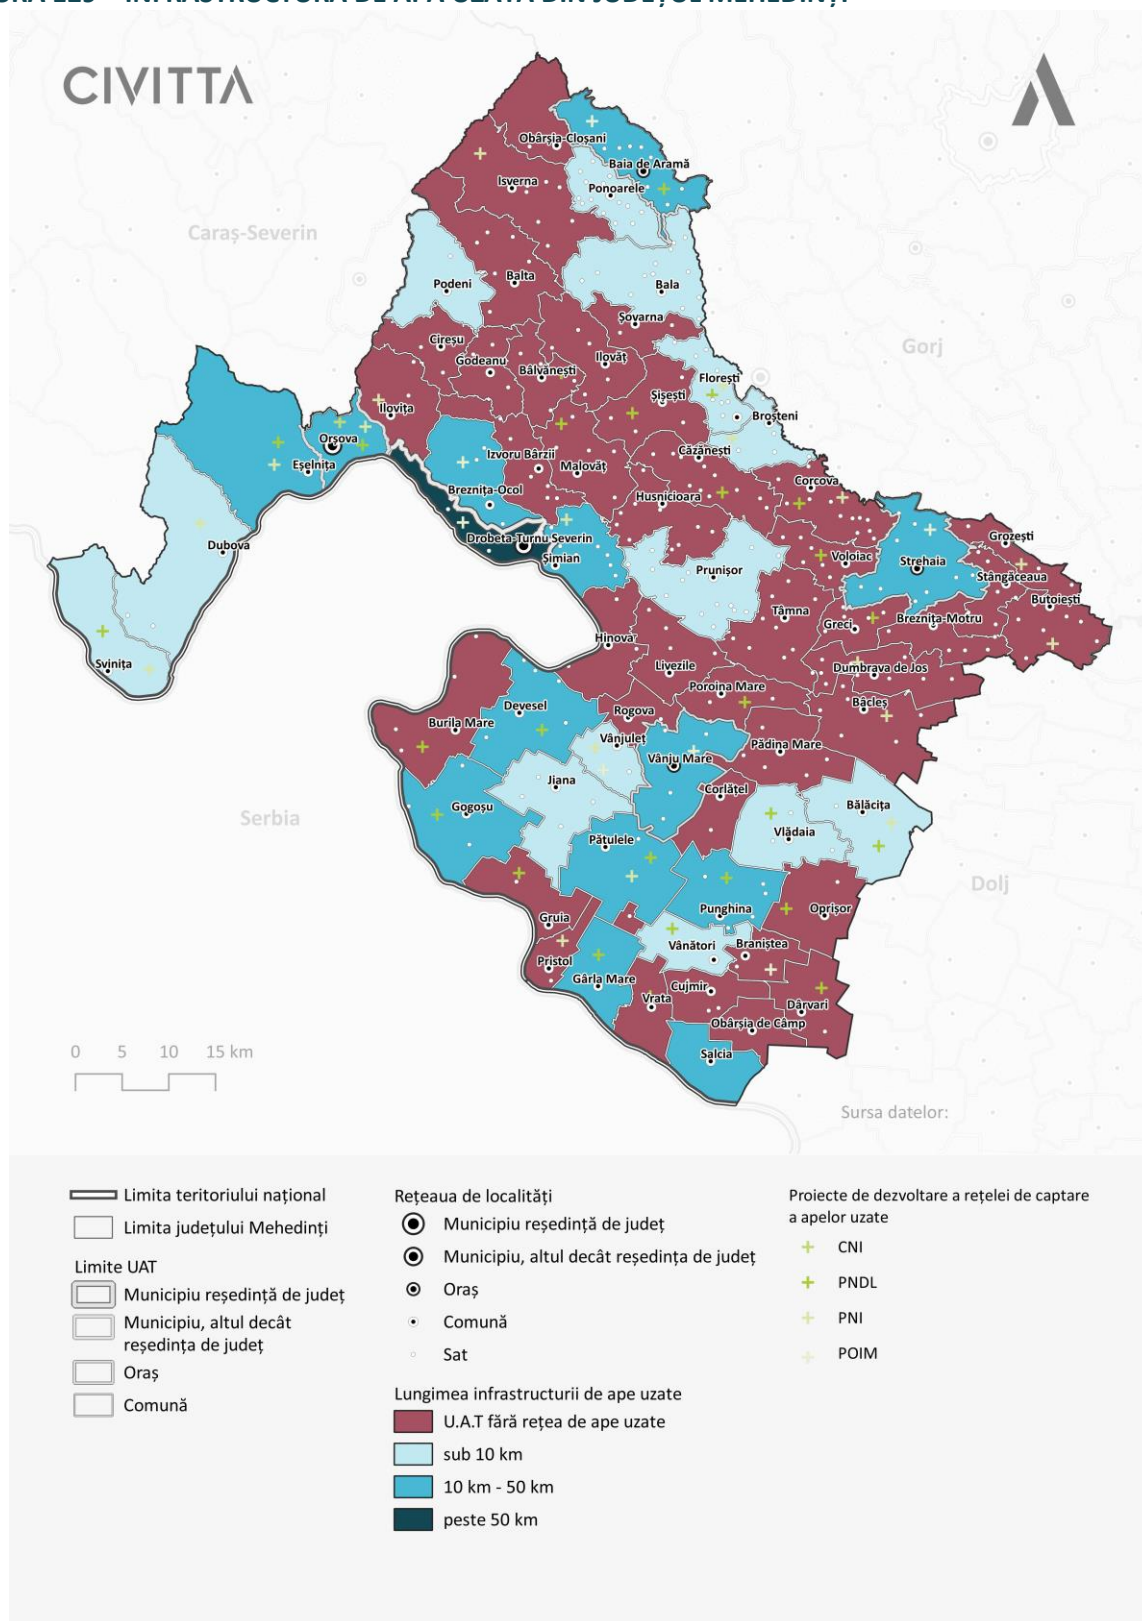 CIVITTA
Obârșia-Cloșani
Baia de Aramă
Isverna
Ponoarele
Caraș-Severin
Podeni
Balta
Bala
Șovarna
Cireșu
Godeanu
Ilovăț
Gorj
Bâlvănești
Florești
Șișești
Ilovița
Broșteni
Orșova
Izvoru Bârzii
Căzănești
Eșelnița
Malovăț
Corcova
Breznița-Ocol
Husnicioara
Drobeta-Turnu Severin
Grozești
Dubova
Șimian
Prunișor
Voloiac
Strehaia
Stângăceaua
Butoiești
Tâmna
Greci
Breznița-Motru
Hinova
Svinița
Livezile
Dumbrava de Jos
Poroina Mare
Devesel
Rogova
Bâcleș
Burila Mare
Vânjuleț
Pădina Mare
Vânju Mare
Jiana
Corlățel
Gogoșu
Bălăcița
Serbia
Vlădaia
Pătulele
Dolj
Punghina
Oprișor
Gruia
Vânători
Braniștea
Pristol
Gârla Mare
Cujmir
Vrata
Dârvari
Obârșia de Câmp
Salcia
0 5 10 15 km
Sursa datelor:
Limita teritoriului național
Limita județului Mehedinți
Limite UAT
Municipiu reședință de județ
Municipiu, altul decât
reședința de județ
Oraș
Comună
Rețeaua de localități
Municipiu reședință de județ
Municipiu, altul decât reședința de județ
Oraș
Comună
Sat
Lungimea infrastructurii de ape uzate
U.A.T fără rețea de ape uzate
sub 10 km
10 km - 50 km
peste 50 km
Proiecte de dezvoltare a rețelei de captare
a apelor uzate
CNI
PNDL
PNI
POIM